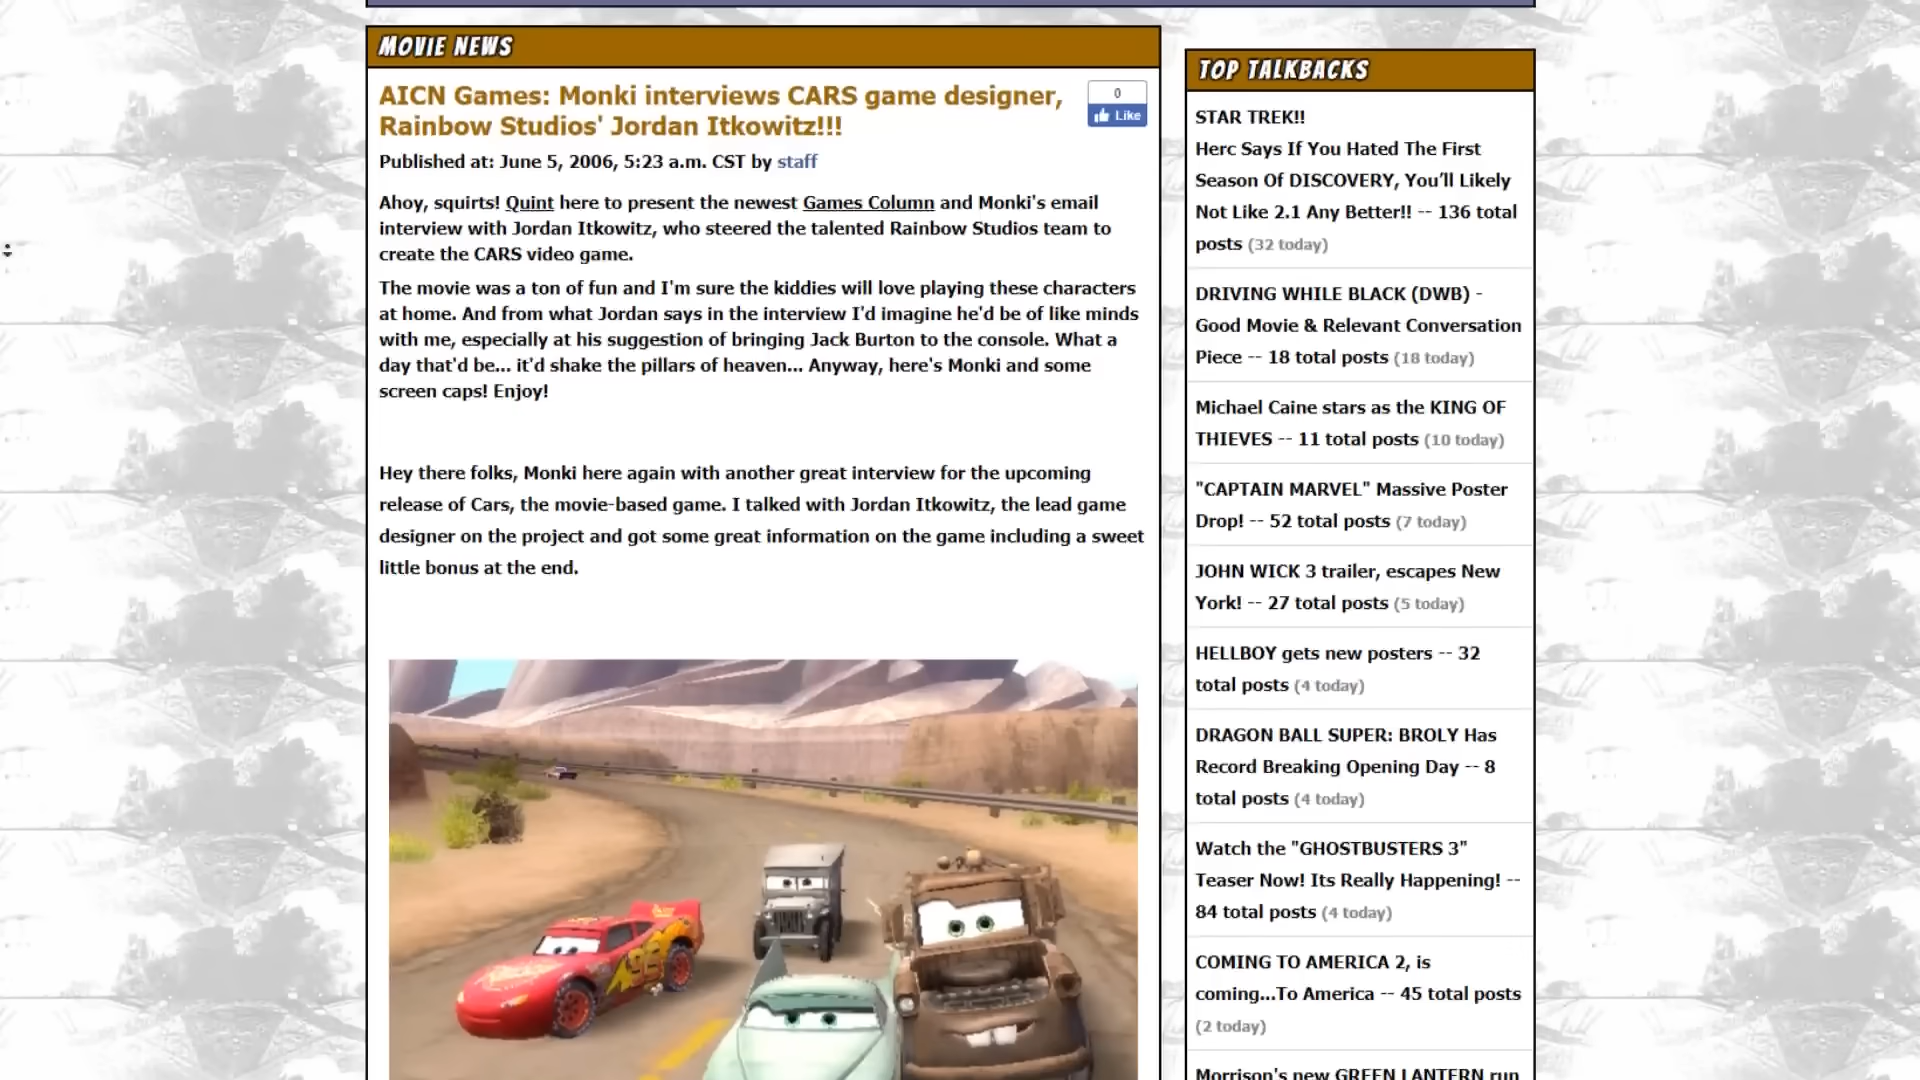 MOVIE NEWS
AICN Games: Monki interviews CARS game designer,
Rainbow Studios' Jordan Itkowitz!!!
0
Like
Published at: June 5, 2006, 5:23 a.m. CST by staff
Ahoy, squirts! Quint here to present the newest Games Column and Monki's email
interview with Jordan Itkowitz, who steered the talented Rainbow Studios team to
create the CARS video game.
The movie was a ton of fun and I'm sure the kiddies will love playing these characters
at home. And from what Jordan says in the interview I'd imagine he'd be of like minds
with me, especially at his suggestion of bringing Jack Burton to the console. What a
day that'd be... it'd shake the pillars of heaven... Anyway, here's Monki and some
screen caps! Enjoy!
Hey there folks, Monki here again with another great interview for the upcoming
release of Cars, the movie-based game. I talked with Jordan Itkowitz, the lead game
designer on the project and got some great information on the game including a sweet
little bonus at the end.
95
TOP TALKBACKS
STAR TREK!!
Herc Says If You Hated The First
Season Of DISCOVERY, You'll Likely
Not Like 2.1 Any Better!! -- 136 total
posts (32 today)
DRIVING WHILE BLACK (DWB) -
Good Movie & Relevant Conversation
Piece -- 18 total posts (18 today)
Michael Caine stars as the KING OF
THIEVES -- 11 total posts (10 today)
"CAPTAIN MARVEL" Massive Poster
Drop! -- 52 total posts (7 today)
JOHN WICK 3 trailer, escapes New
York! -- 27 total posts (5 today)
HELLBOY gets new posters -- 32
total posts (4 today)
DRAGON BALL SUPER: BROLY Has
Record Breaking Opening Day -- 8
total posts (4 today)
Watch the "GHOSTBUSTERS 3"
Teaser Now! Its Really Happening! --
84 total posts (4 today)
COMING TO AMERICA 2, is
coming...To America -- 45 total posts
(2 today)
Morrison's new GREEN LANTERN run